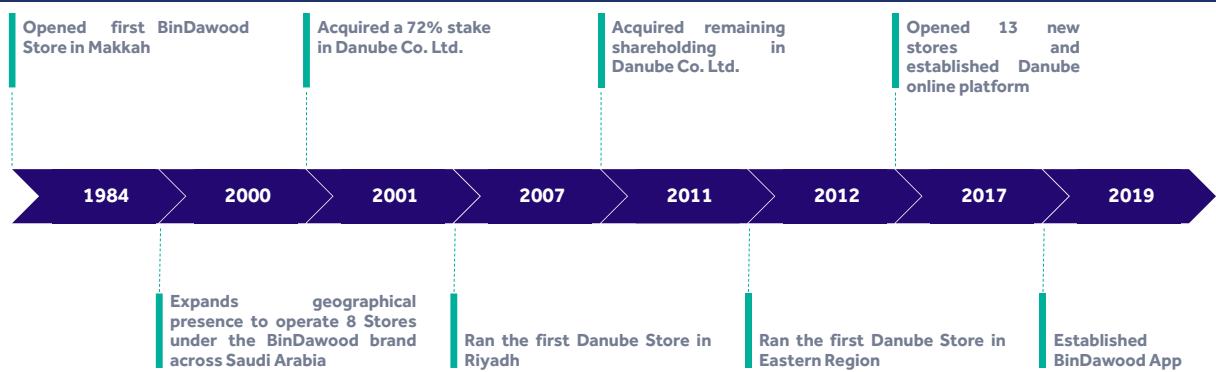 Opened first BinDawood
Store in Makkah
Acquired a 72% stake
in Danube Co. Ltd.
Acquired remaining
shareholding in
Danube Co. Ltd.
Opened 13 new
stores and
established Danube
online platform
1984
2000
2001
2007
2011
2012
2017
2019
Expands geographical
presence to operate 8 Stores
under the BinDawood brand
across Saudi Arabia
Ran the first Danube Store in
Riyadh
Ran the first Danube Store in
Eastern Region
Established
BinDawood App